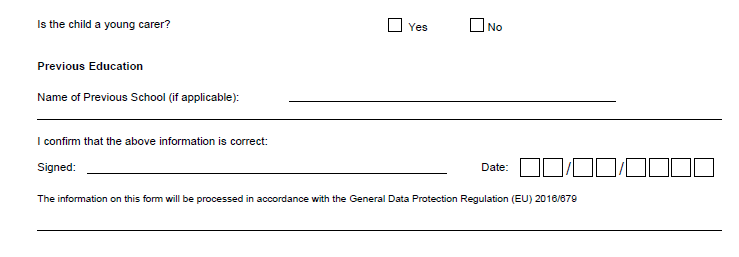 Is the child a young carer? Yes No
Previous Education
Name of Previous School (if applicable):
I confirm that the above information is correct:
Signed: Date: / /
The information on this form will be processed in accordance with the General Data Protection Regulation (EU) 2016/679